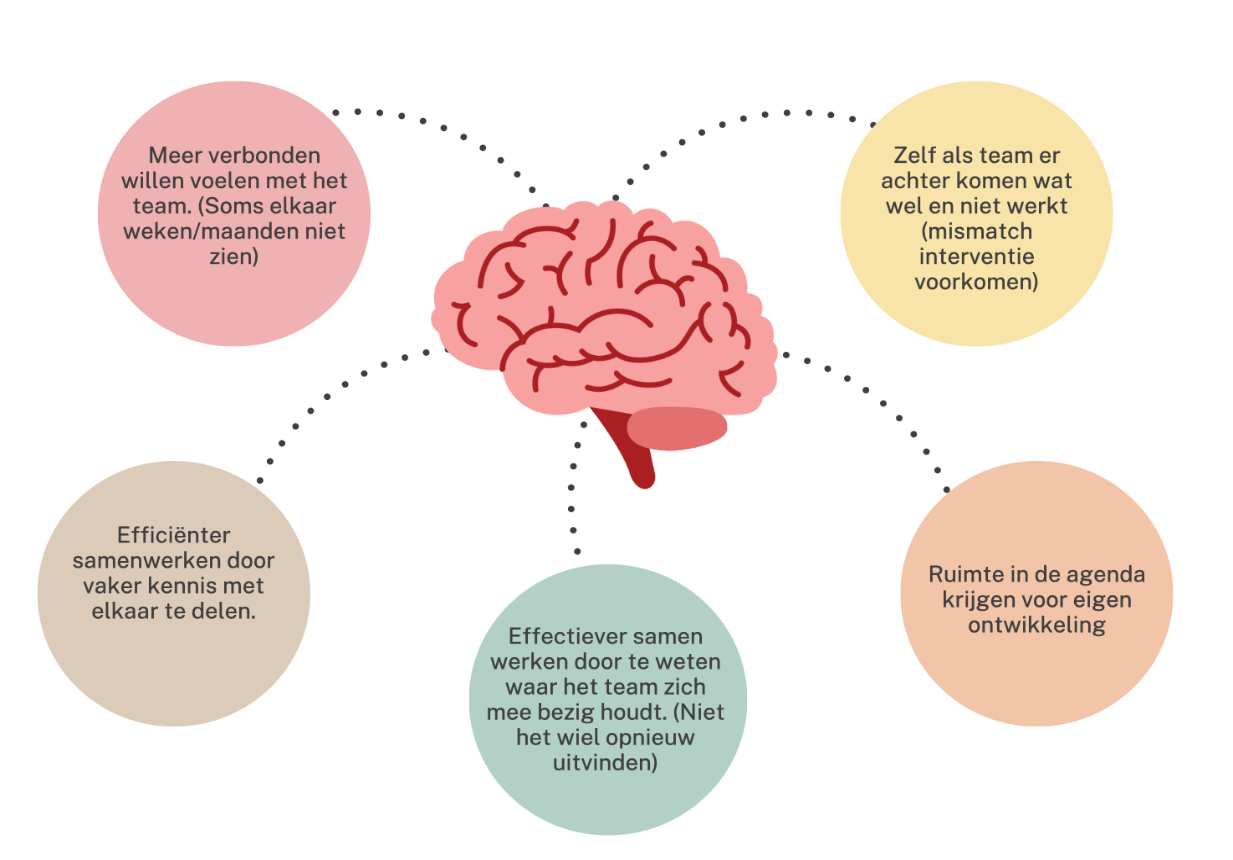 Meer verbonden
willen voelen met het
team. (Soms elkaar
weken/maanden niet
zien)
Zelf als team er
achter komen wat
wel en niet werkt
(mismatch
interventie
voorkomen)
Efficiënter
samenwerken door
vaker kennis met
elkaar te delen.
Effectiever samen
werken door te weten
waar het team zich
mee bezig houdt. (Niet
het wiel opnieuw
uitvinden)
Ruimte in de agenda
krijgen voor eigen
ontwikkeling